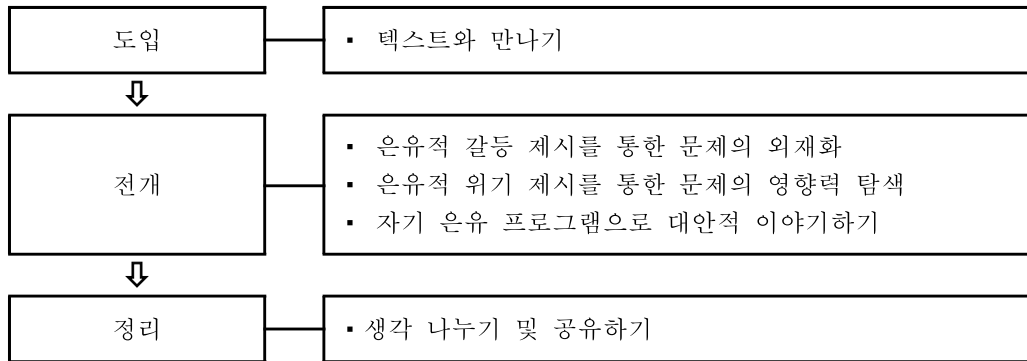 도입
▪ 텍스트와 만나기
전개
▪ 은유적 갈등 제시를 통한 문제의 외재화
▪ 은유적 위기 제시를 통한 문제의 영향력 탐색
▪ 자기 은유 프로그램으로 대안적 이야기하기
정리
▪ 생각 나누기 및 공유하기